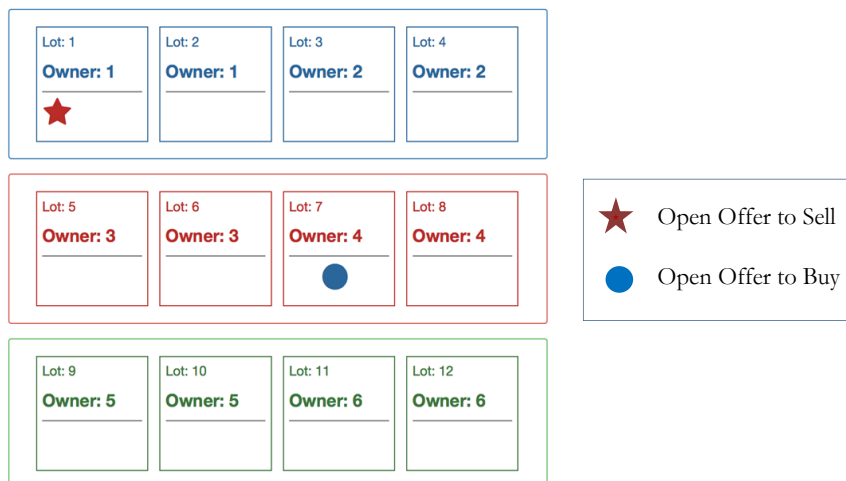 Lot: 1
Owner: 1
Lot: 2
Owner: 1
Lot: 3
Owner: 2
Lot: 4
Owner: 2
Lot: 5
Owner: 3
Lot: 6
Owner: 3
Lot: 7
Owner: 4
Lot: 8
Owner: 4
Open Offer to Sell
Open Offer to Buy
Lot: 9
Owner: 5
Lot: 10
Owner: 5
Lot: 11
Owner: 6
Lot: 12
Owner: 6